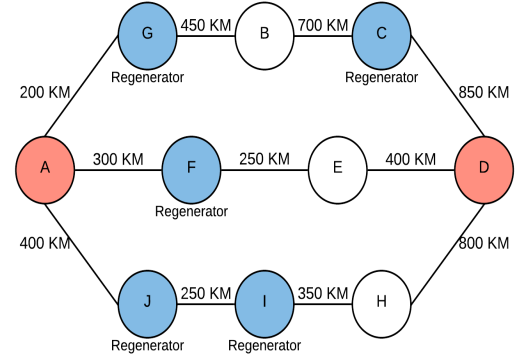 450 KM 700 KM
G B C
Regenerator Regenerator
200 KM 850 KM
300 KM 250 KM 400 KM
A F E D
Regenerator
400 KM 800 KM
250 KM 350 KM
J I H
Regenerator Regenerator